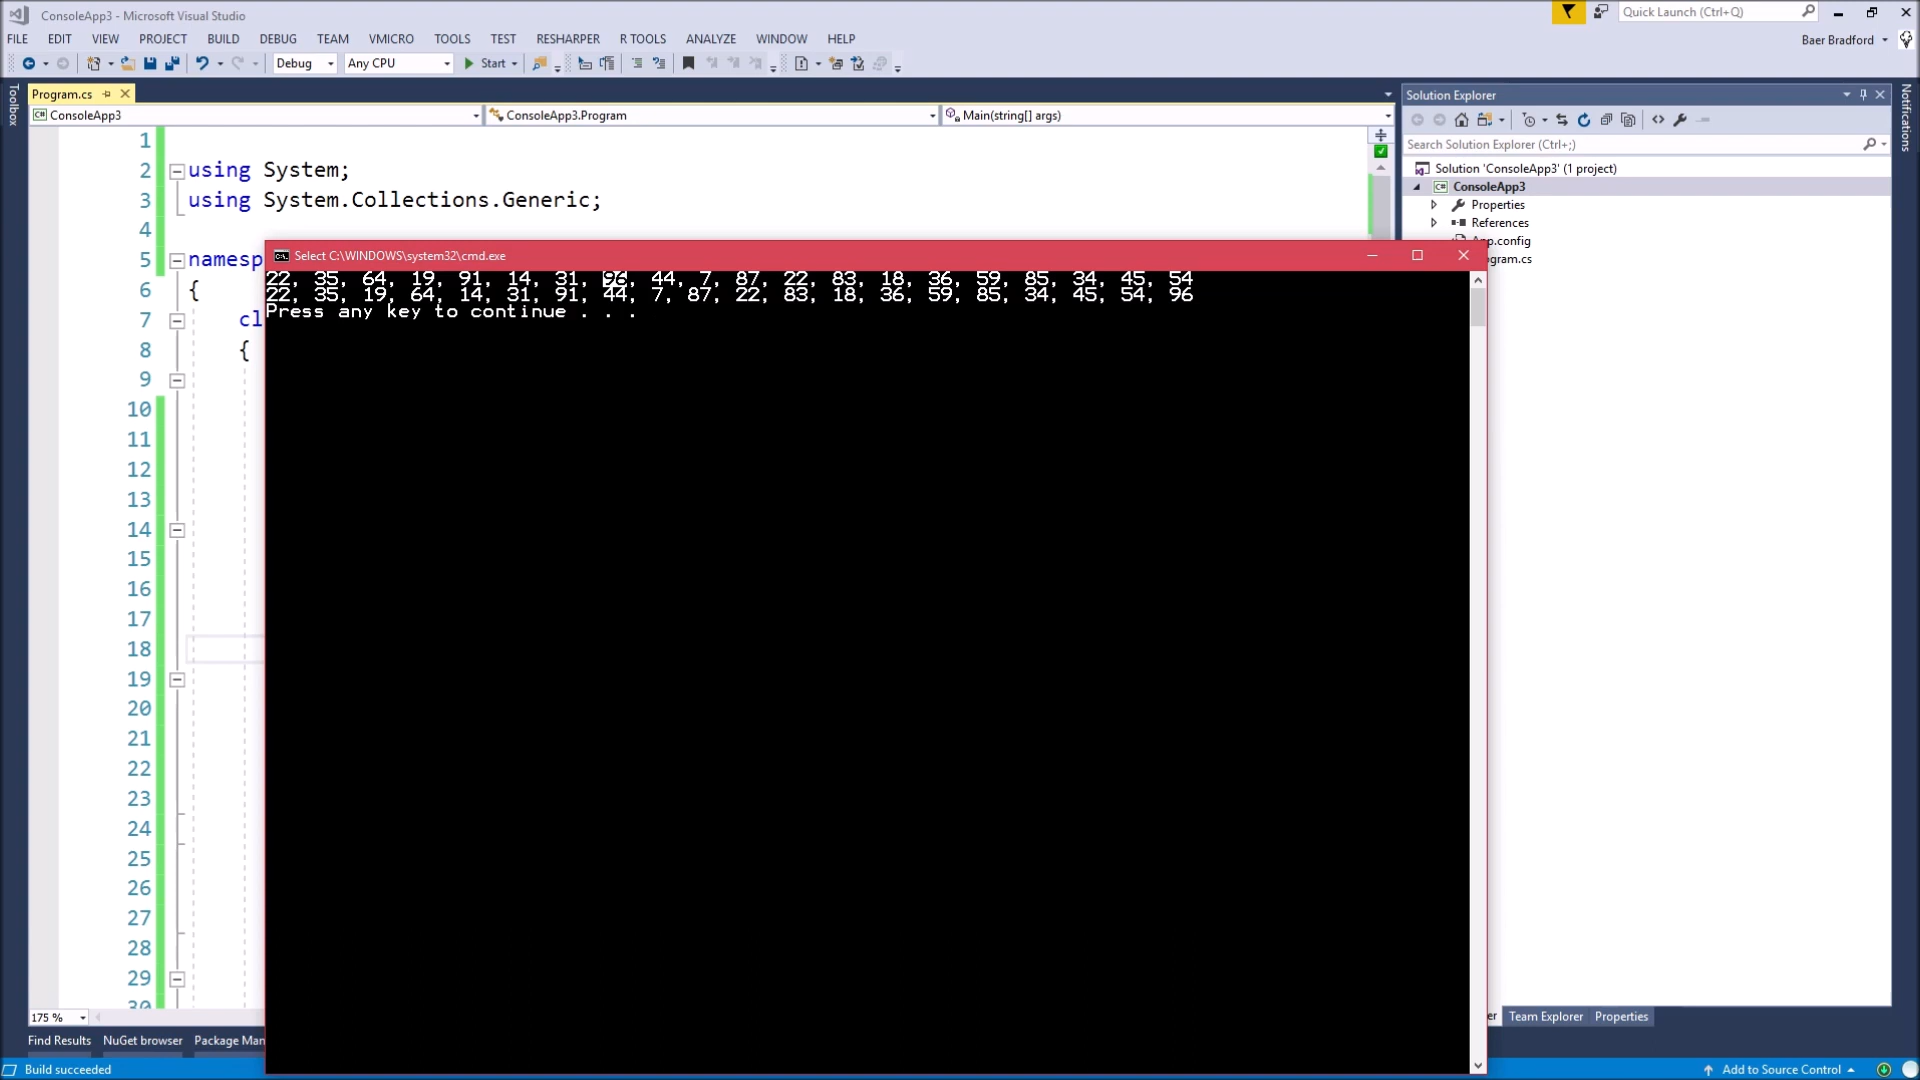 ConsoleApp3 - Microsoft Visual Studio
Quick Launch (Ctrl+Q)
FILE EDIT VIEW PROJECT BUILD DEBUG TEAM VMICRO TOOLS TEST RESHARPER R TOOLS ANALYZE WINDOW HELP
Baer Bradford
Debug Any CPU Start
Toolbox
Program.cs
ConsoleApp3 ConsoleApp3.Program Main(string[] args)
1
2 using System;
3 using System.Collections.Generic;
4
5 namesp
6 {
7 cl
8 {
9
10
11
12
13
14
15
16
17
18
19
20
21
22
23
24
25
26
27
28
29
30
Select C:\WINDOWS\system32\cmd.exe
22, 35, 64, 19, 91, 14, 31, 96, 44, 7, 87, 22, 83, 18, 36, 59, 85, 34, 45, 54
22, 35, 19, 64, 14, 31, 91, 44, 7, 87, 22, 83, 18, 36, 59, 85, 34, 45, 54, 96
Press any key to continue . . .
Solution Explorer
Search Solution Explorer (Ctrl+;)
Solution 'ConsoleApp3' (1 project)
ConsoleApp3
Properties
References
App.config
gram.cs
Notifications
er Team Explorer Properties
175 %
Find Results NuGet browser Package Man
Build succeeded
Add to Source Control